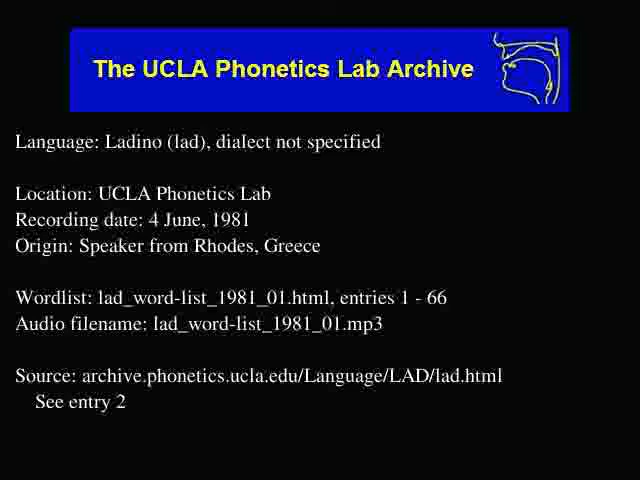 The UCLA Phonetics Lab Archive
Language: Ladino (lad), dialect not specified
Location: UCLA Phonetics Lab
Recording date: 4 June, 1981
Origin: Speaker from Rhodes, Greece
Wordlist: lad_word-list_1981_01.html, entries 1 - 66
Audio filename: lad_word-list_1981_01.mp3
Source: archive.phonetics.ucla.edu/Language/LAD/lad.html
See entry 2